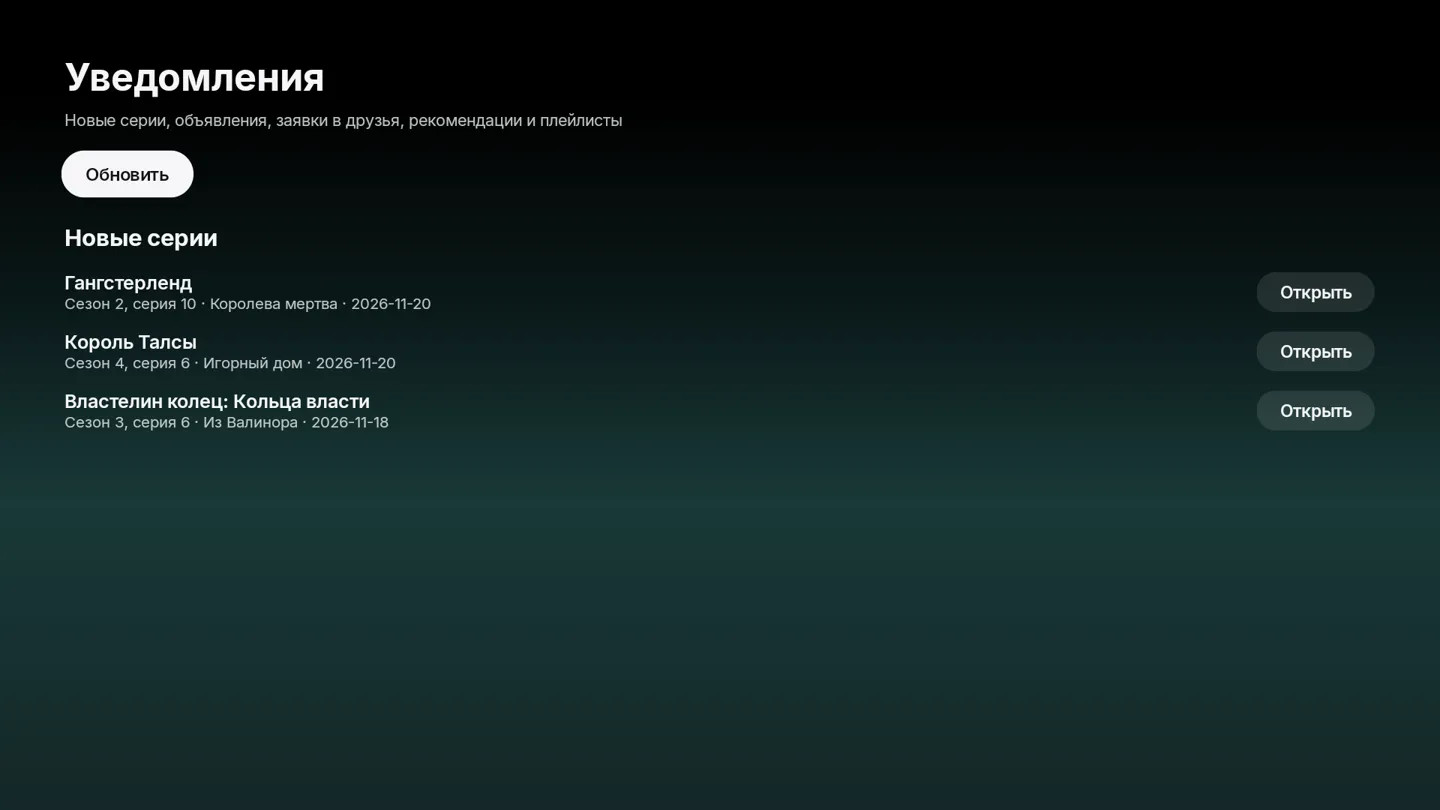 Уведомления
Новые серии, объявления, заявки в друзья, рекомендации и плейлисты
Обновить
Новые серии
Гангстерленд
Сезон 2, серия 10 · Королева мертва · 2026-11-20
Открыть
Король Талсы
Сезон 4, серия 6 · Игорный дом · 2026-11-20
Открыть
Властелин колец: Кольца власти
Сезон 3, серия 6 · Из Валинора · 2026-11-18
Открыть